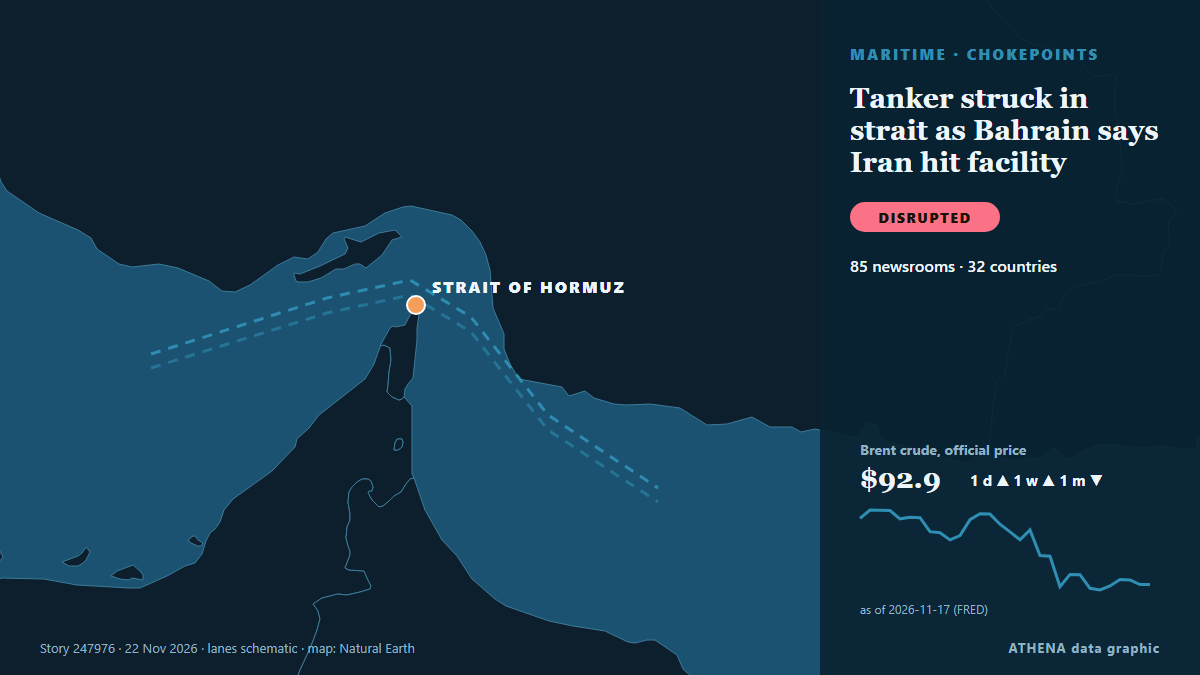 MARITIME · CHOKEPOINTS
Tanker struck in
strait as Bahrain says
Iran hit facility
DISRUPTED
85 newsrooms · 32 countries
STRAIT OF HORMUZ
Brent crude, official price
$92.9 1 d ▲ 1 w ▲ 1 m ▼
as of 2026-11-17 (FRED)
Story 247976 · 22 Nov 2026 · lanes schematic · map: Natural Earth
ATHENA data graphic